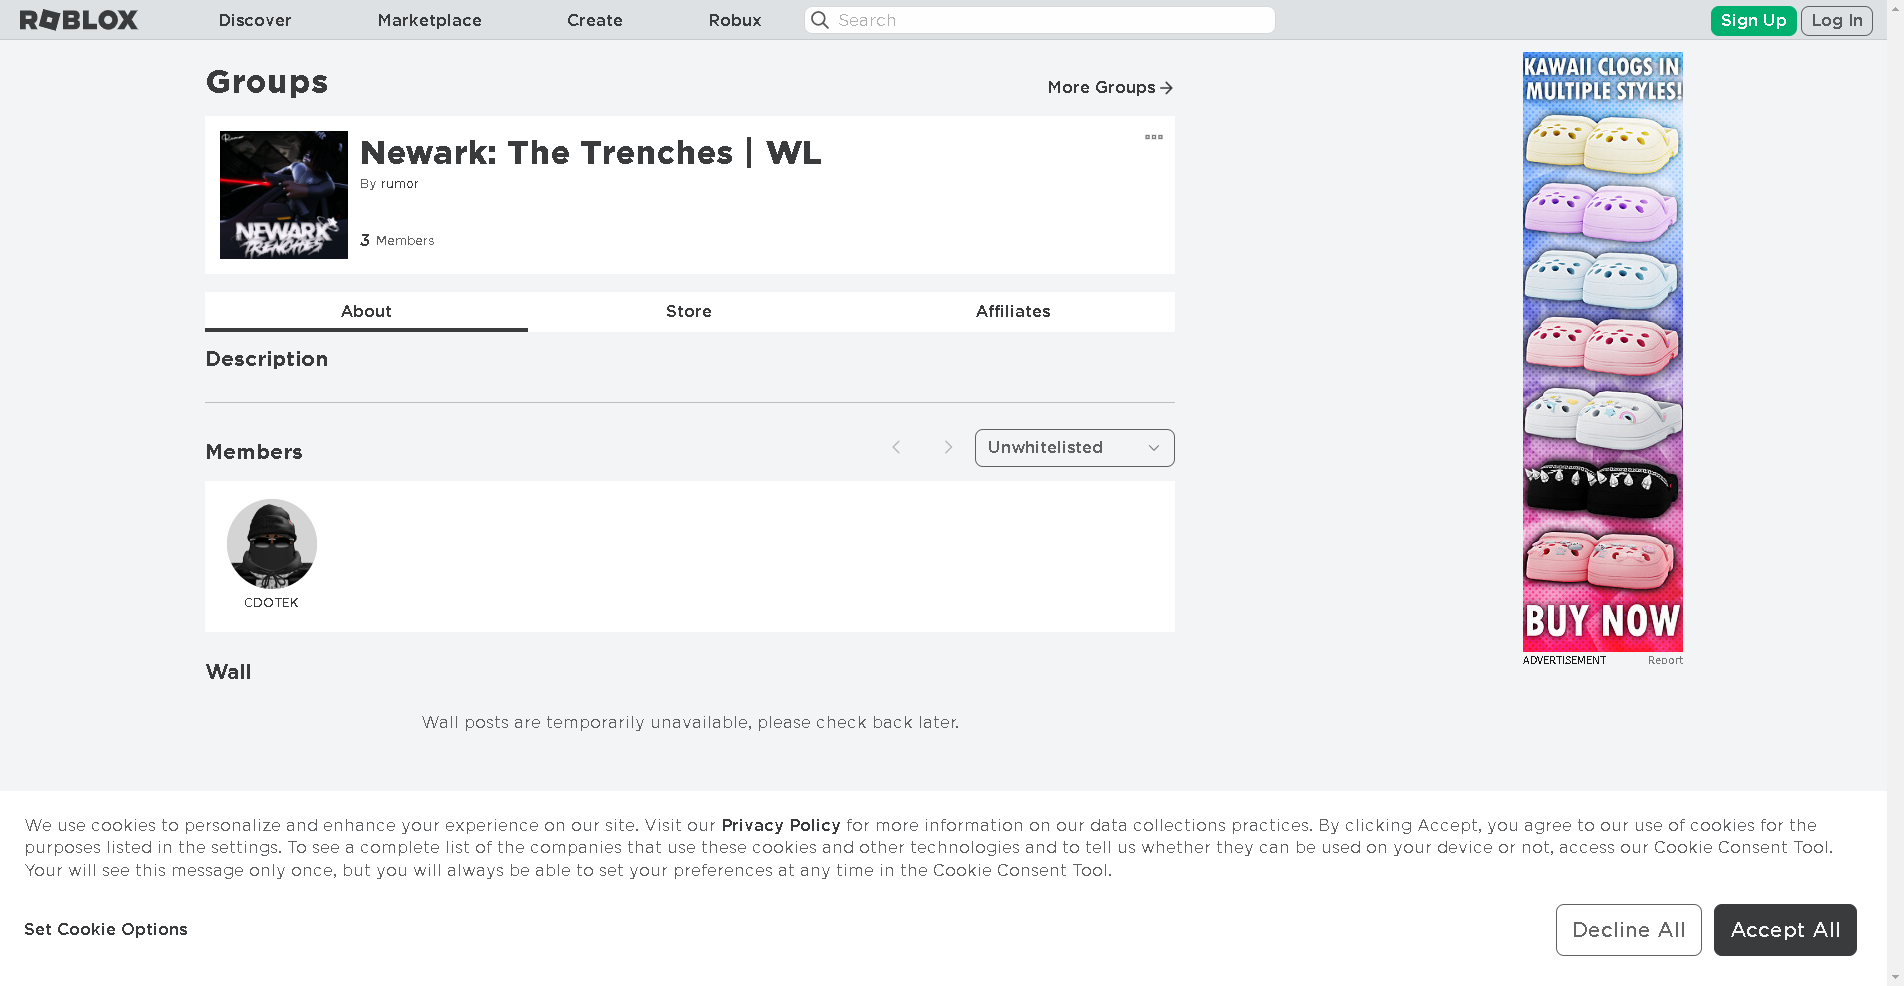 ROBLOX
Discover
Marketplace
Create
Robux
Search
Sign Up
Log In
Groups
More Groups
Newark: The Trenches | WL
By rumor
3 Members
NEWARK
TRENCHES
About
Store
Affiliates
Description
Members
Unwhitelisted
CDOTEK
Wall
Wall posts are temporarily unavailable, please check back later.
KAWAII CLOGS IN
MULTIPLE STYLES!
BUY NOW
ADVERTISEMENT
Report
We use cookies to personalize and enhance your experience on our site. Visit our Privacy Policy for more information on our data collections practices. By clicking Accept, you agree to our use of cookies for the
purposes listed in the settings. To see a complete list of the companies that use these cookies and other technologies and to tell us whether they can be used on your device or not, access our Cookie Consent Tool.
Your will see this message only once, but you will always be able to set your preferences at any time in the Cookie Consent Tool.
Set Cookie Options
Decline All
Accept All